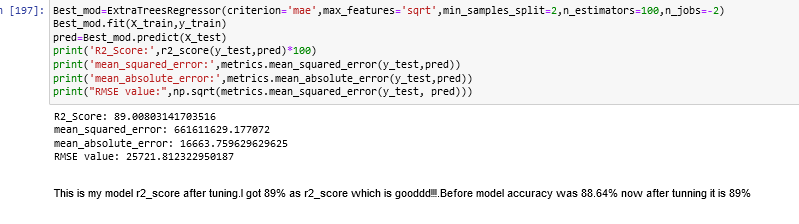 n [197]: Best_mod=ExtraTreesRegressor(criterion='mae',max_features='sqrt',min_samples_split=2,n_estimators=100,n_jobs=-2)
Best_mod.fit(X_train,y_train)
pred=Best_mod.predict(X_test)
print('R2_Score:',r2_score(y_test,pred)*100)
print('mean_squared_error:',metrics.mean_squared_error(y_test,pred))
print('mean_absolute_error:',metrics.mean_absolute_error(y_test,pred))
print("RMSE value:",np.sqrt(metrics.mean_squared_error(y_test, pred)))
R2_Score: 89.00803141703516
mean_squared_error: 661611629.177072
mean_absolute_error: 16663.759629629625
RMSE value: 25721.812322950187
This is my model r2_score after tuning.I got 89% as r2_score which is gooddd!!!.Before model accuracy was 88.64% now after tunning it is 89%